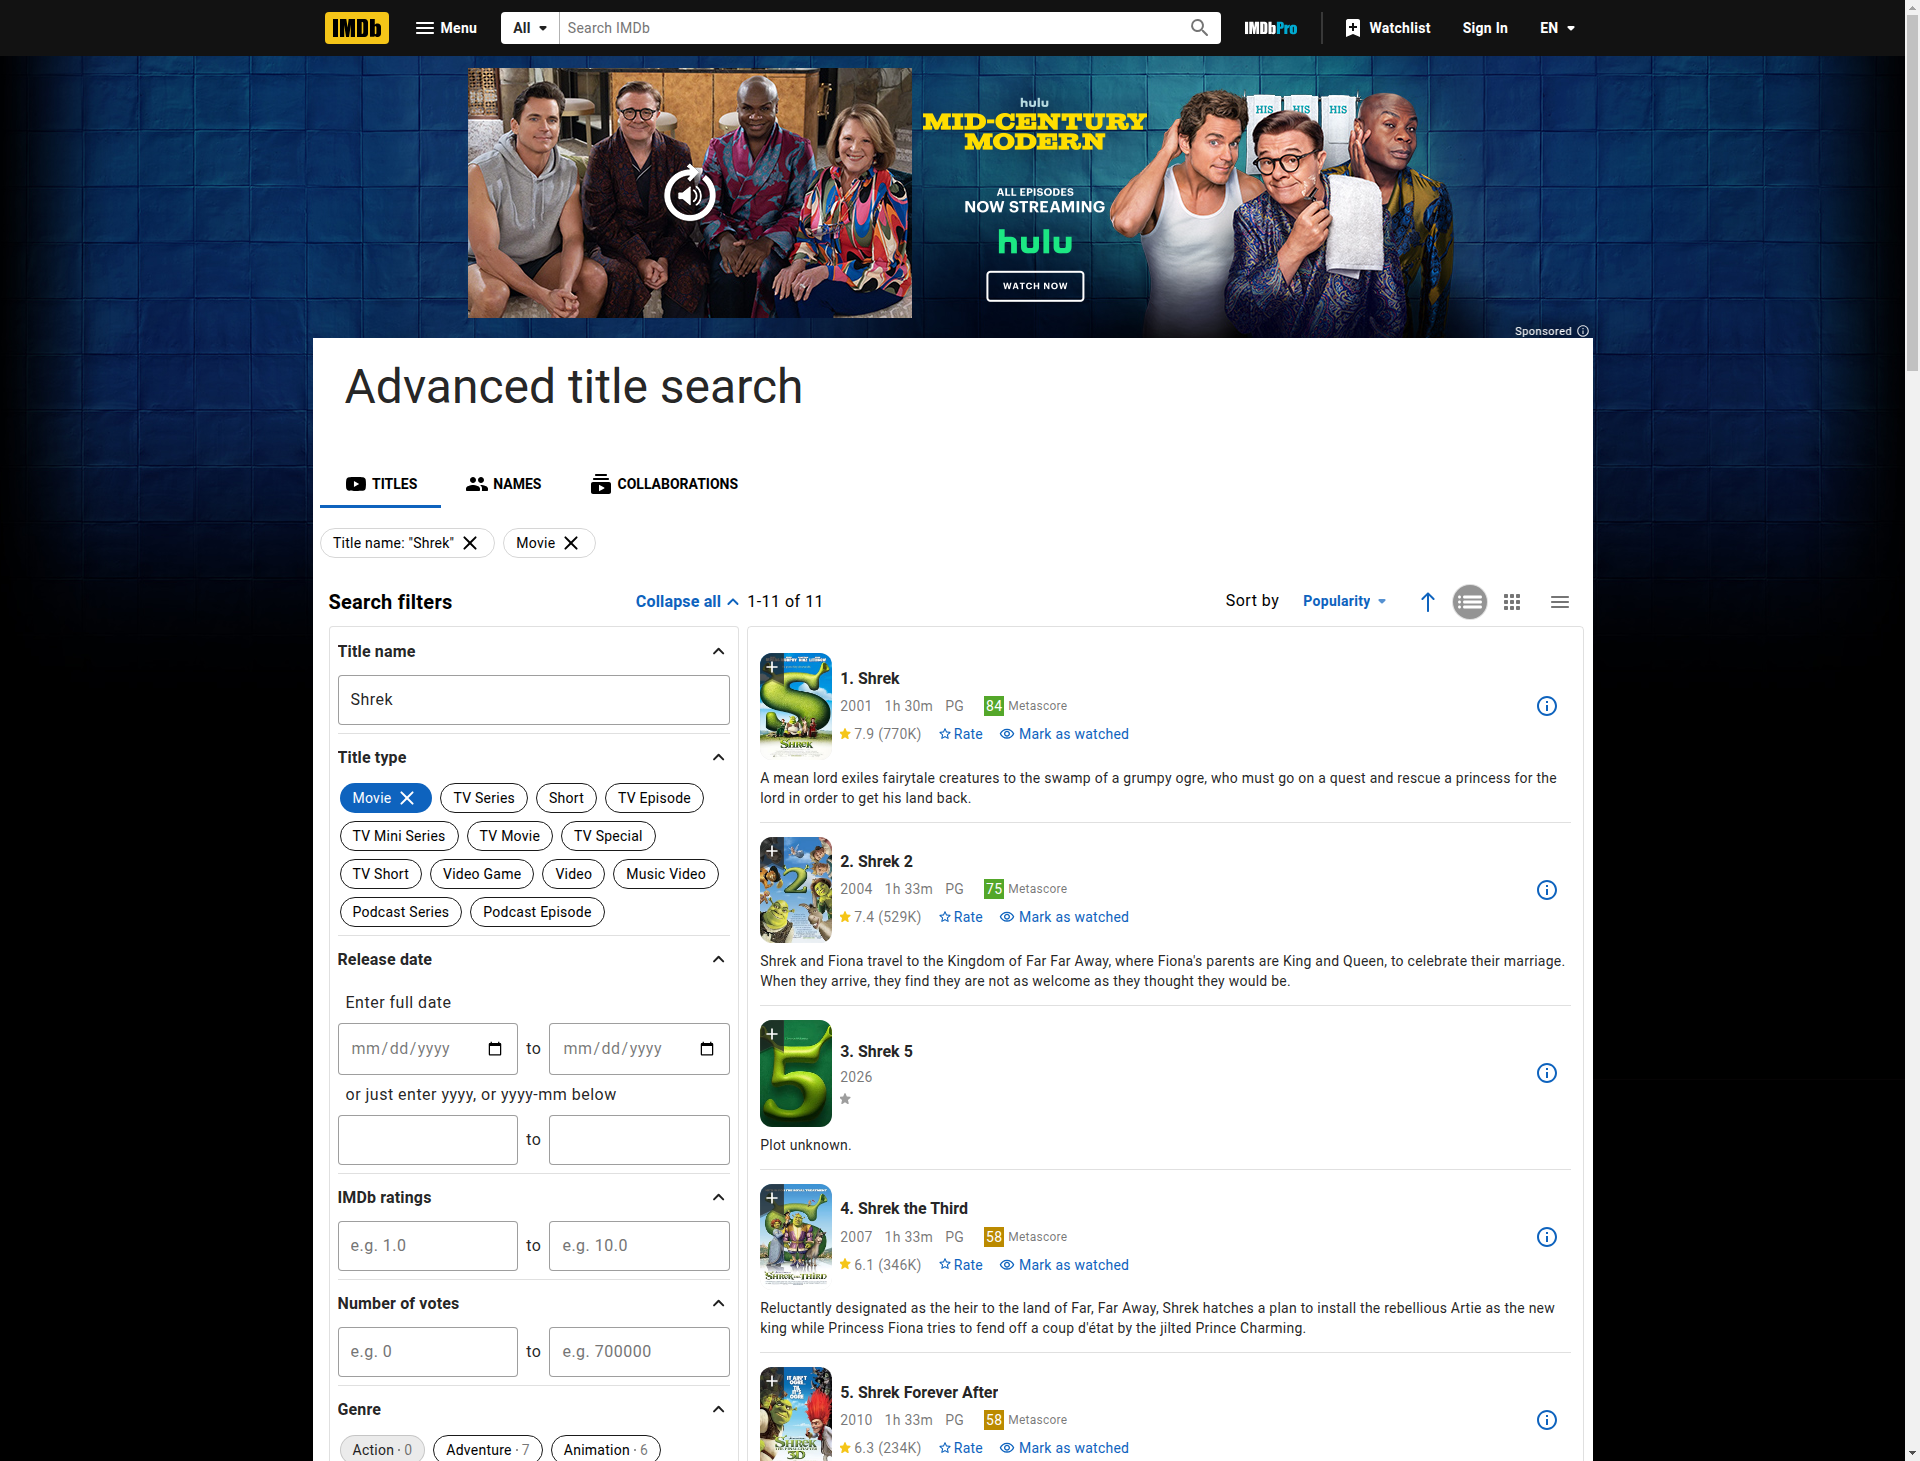 IMDb Menu All Search IMDb IMDbPro Watchlist Sign In EN
hulu
MID-CENTURY
MODERN
ALL EPISODES
NOW STREAMING
hulu
WATCH NOW
HIS HIS HIS
Sponsored
Advanced title search
TITLES NAMES COLLABORATIONS
Title name: "Shrek" Movie
Search filters Collapse all 1-11 of 11 Sort by Popularity
Title name
Shrek
Title type
Movie TV Series Short TV Episode
TV Mini Series TV Movie TV Special
TV Short Video Game Video Music Video
Podcast Series Podcast Episode
Release date
Enter full date
mm/dd/yyyy to mm/dd/yyyy
or just enter yyyy, or yyyy-mm below
to
IMDb ratings
e.g. 1.0 to e.g. 10.0
Number of votes
e.g. 0 to e.g. 700000
Genre
Action · 0 Adventure · 7 Animation · 6
SHREK
1. Shrek
2001 1h 30m PG 84 Metascore
7.9 (770K) Rate Mark as watched
A mean lord exiles fairytale creatures to the swamp of a grumpy ogre, who must go on a quest and rescue a princess for the
lord in order to get his land back.
2
2. Shrek 2
2004 1h 33m PG 75 Metascore
7.4 (529K) Rate Mark as watched
Shrek and Fiona travel to the Kingdom of Far Far Away, where Fiona's parents are King and Queen, to celebrate their marriage.
When they arrive, they find they are not as welcome as they thought they would be.
5
3. Shrek 5
2026
Plot unknown.
SHREK THE THIRD
4. Shrek the Third
2007 1h 33m PG 58 Metascore
6.1 (346K) Rate Mark as watched
Reluctantly designated as the heir to the land of Far, Far Away, Shrek hatches a plan to install the rebellious Artie as the new
king while Princess Fiona tries to fend off a coup d'état by the jilted Prince Charming.
IT AIN'T
OGRE
TIL IT'S
OGRE
SHREK
3D
5. Shrek Forever After
2010 1h 33m PG 58 Metascore
6.3 (234K) Rate Mark as watched